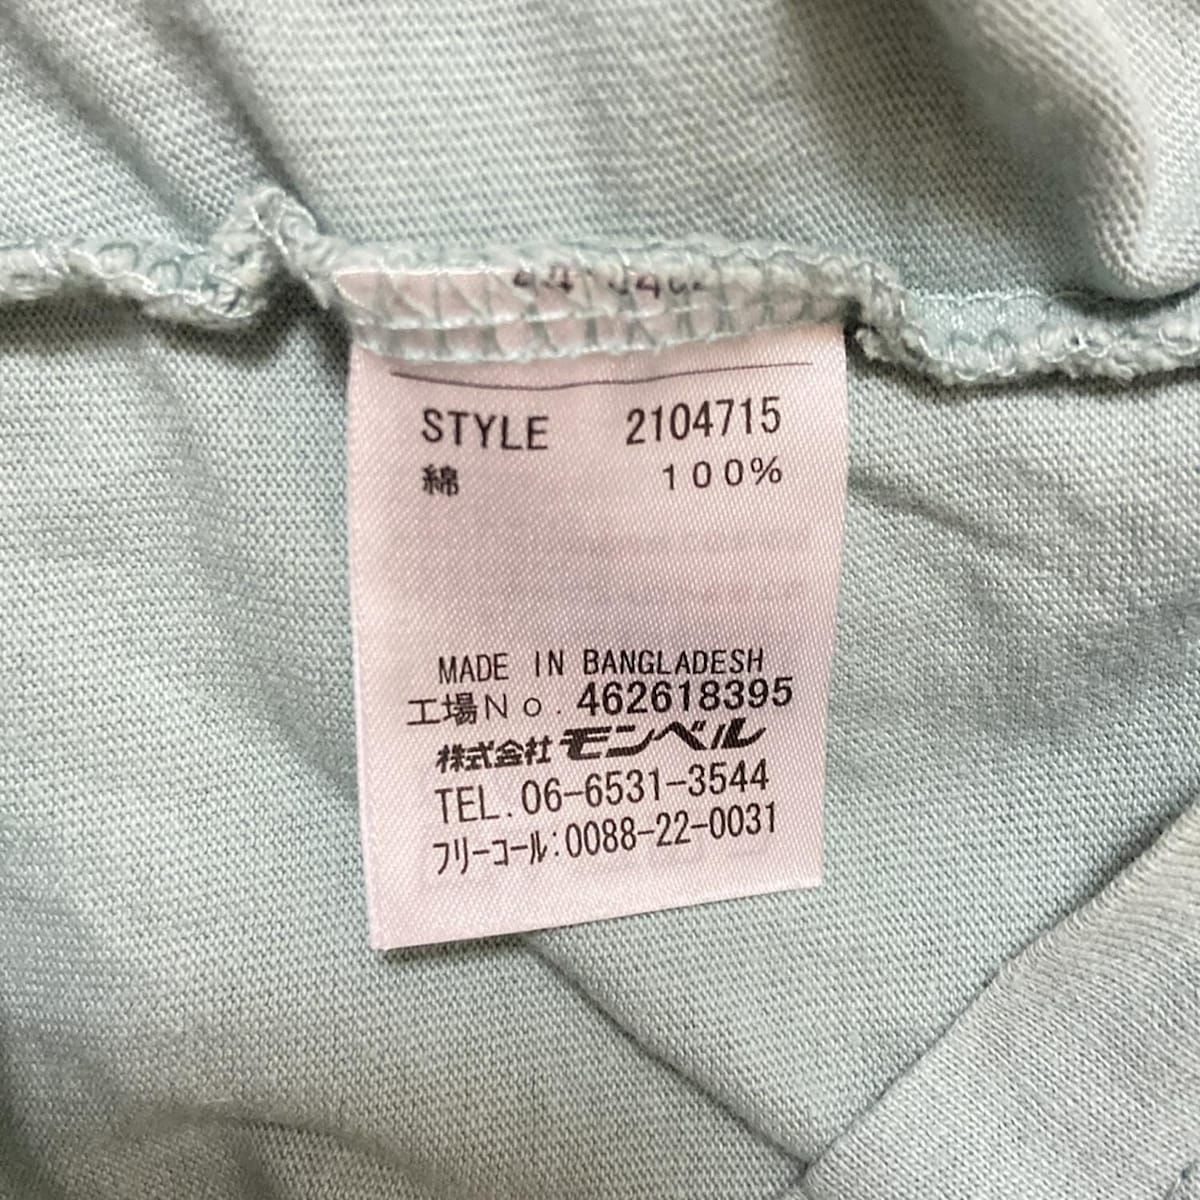 STYLE 2104715
綿 100%
MADE IN BANGLADESH
工場No.462618395
株式会社モンベル
TEL.06-6531-3544
フリーコール:0088-22-0031